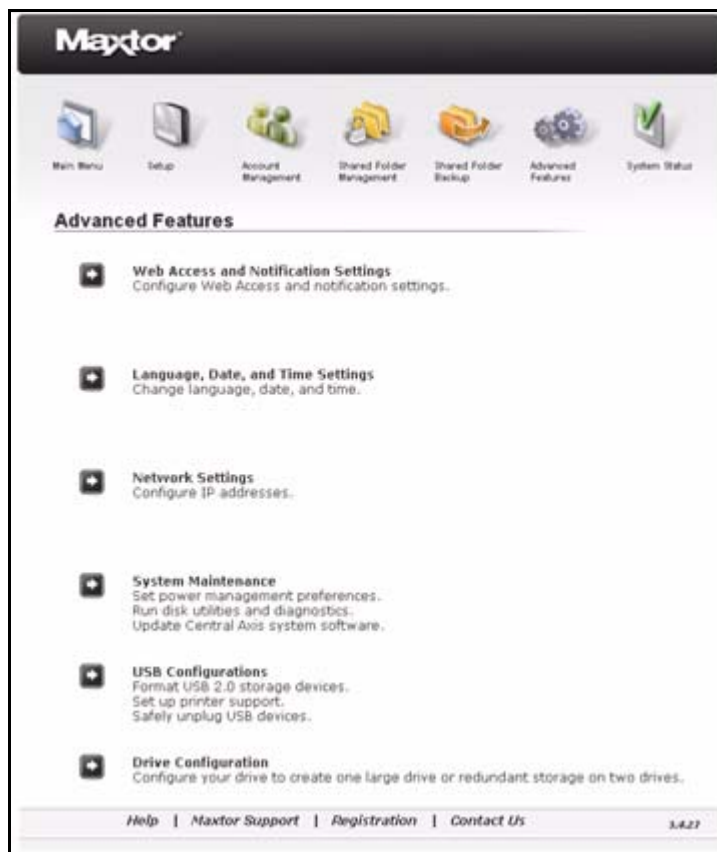 Maxtor
Main Menu
Setup
Account Management
Shared Folder Management
Shared Folder Backup
Advanced Features
System Status
Advanced Features
Web Access and Notification Settings
Configure Web Access and notification settings.
Language, Date, and Time Settings
Change language, date, and time.
Network Settings
Configure IP addresses.
System Maintenance
Set power management preferences.
Run disk utilities and diagnostics.
Update Central Axis system software.
USB Configurations
Format USB 2.0 storage devices.
Set up printer support.
Safely unplug USB devices.
Drive Configuration
Configure your drive to create one large drive or redundant storage on two drives.
Help | Maxtor Support | Registration | Contact Us
3.4.27